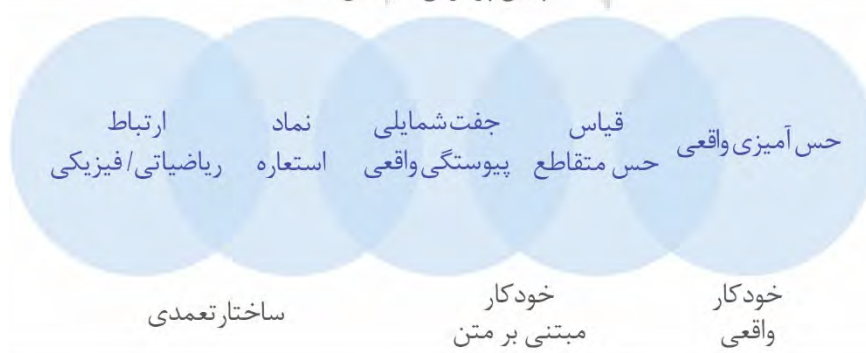 حس آمیزی واقعی
قیاس
حس متقاطع
جفت شمایلی
پیوستگی واقعی
نماد
استعاره
ارتباط
ریاضیاتی/ فیزیکی
خودکار
واقعی
خودکار
مبتنی بر متن
ساختار تعمدی